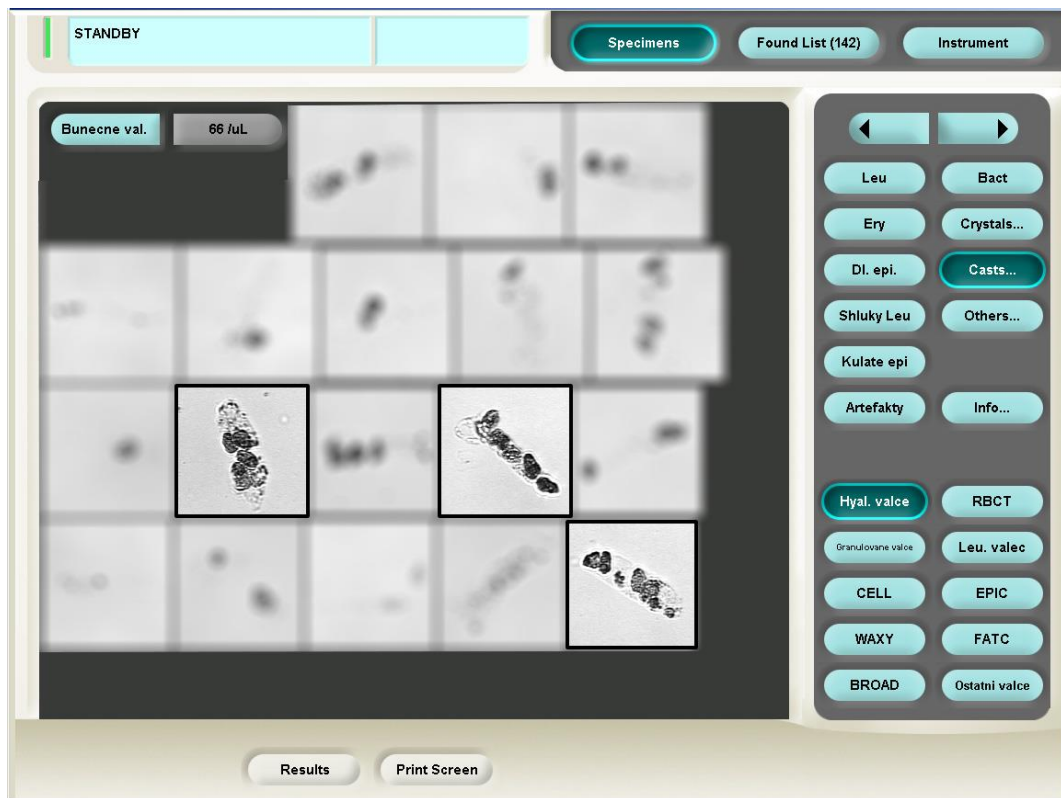 STANDBY
Specimens
Found List (142)
Instrument
Bunecne val.
66 /uL
Leu
Bact
Ery
Crystals...
Dl. epi.
Casts...
Shluky Leu
Others...
Kulate epi
Artefakty
Info...
Hyal. valce
RBCT
Granulovane valce
Leu. valec
CELL
EPIC
WAXY
FATC
BROAD
Ostatni valce
Results
Print Screen